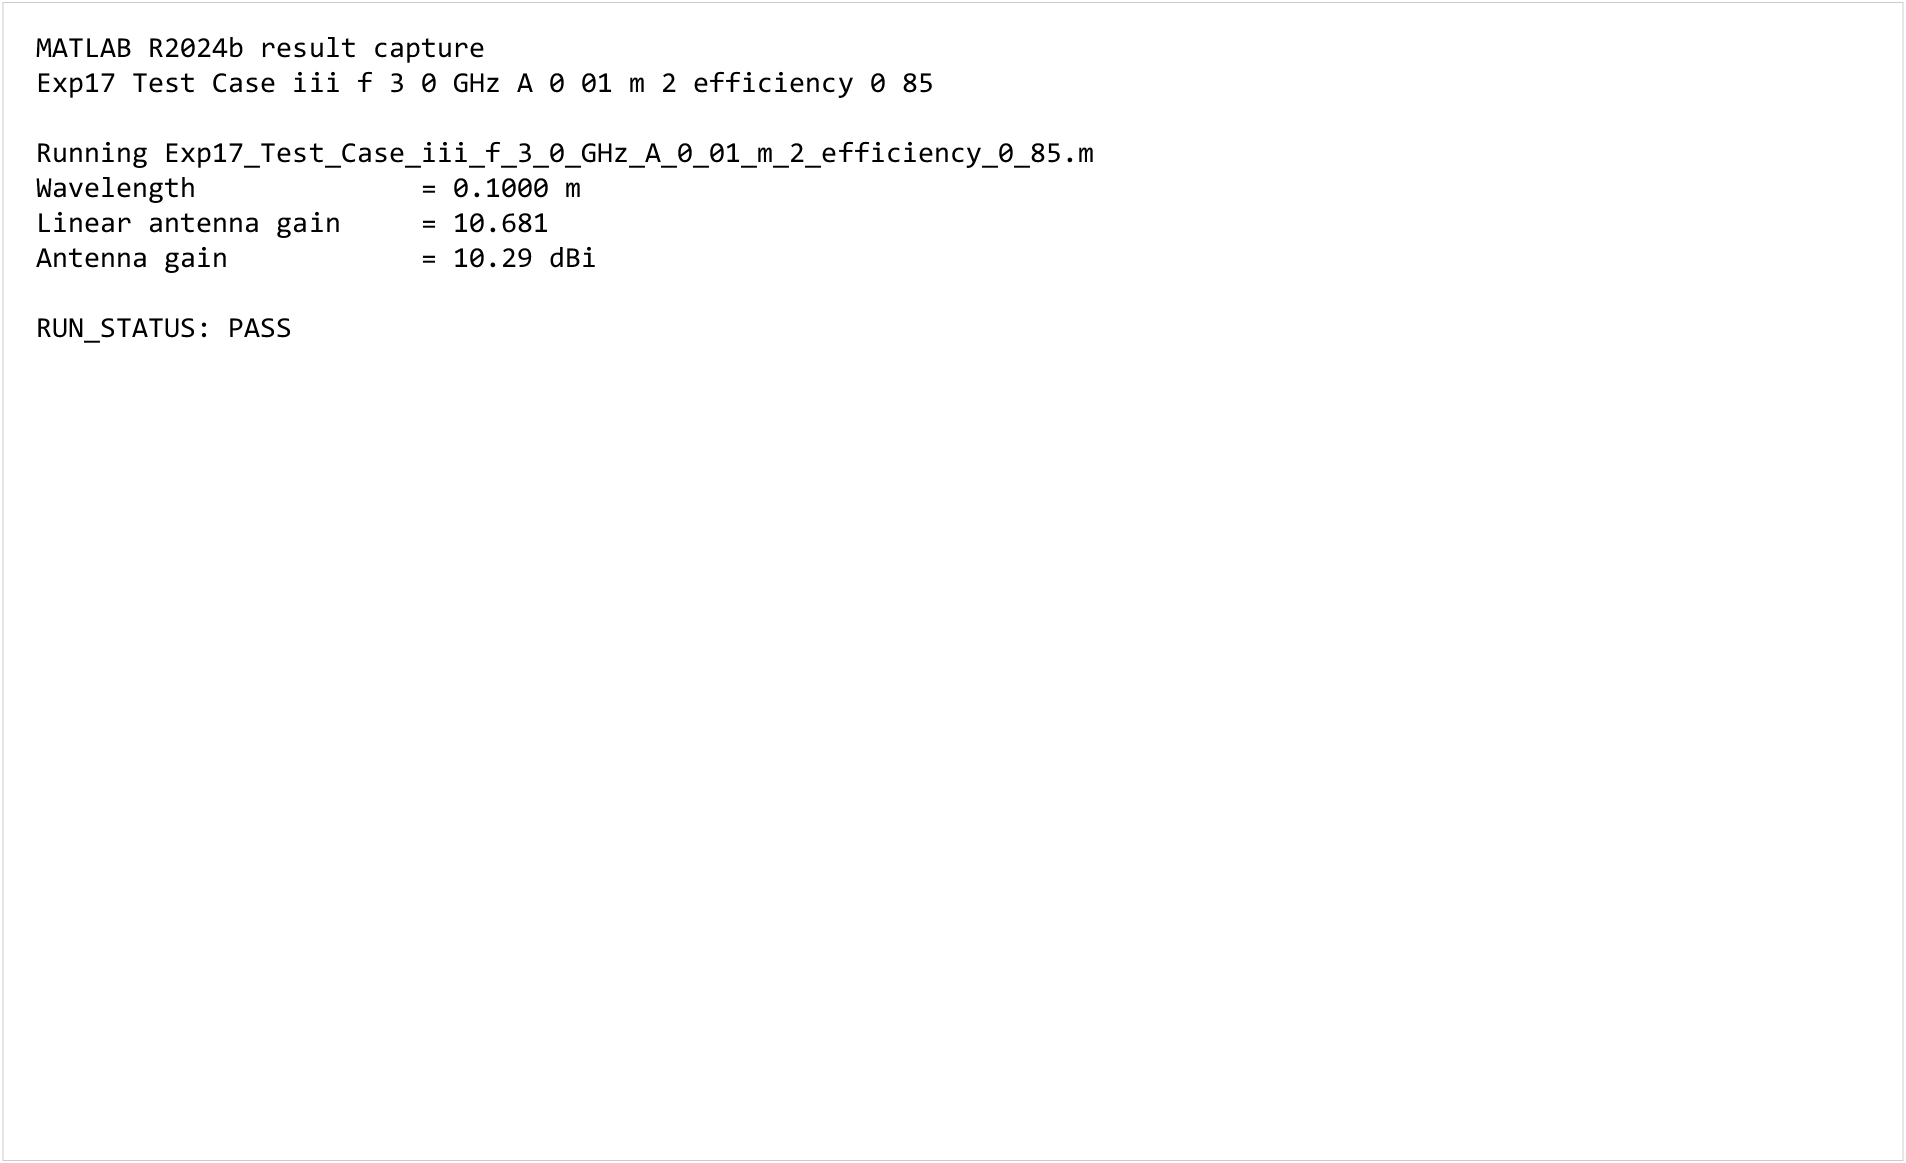 MATLAB R2024b result capture
Exp17 Test Case iii f 3 0 GHz A 0 01 m 2 efficiency 0 85
Running Exp17_Test_Case_iii_f_3_0_GHz_A_0_01_m_2_efficiency_0_85.m
Wavelength = 0.1000 m
Linear antenna gain = 10.681
Antenna gain = 10.29 dBi
RUN_STATUS: PASS